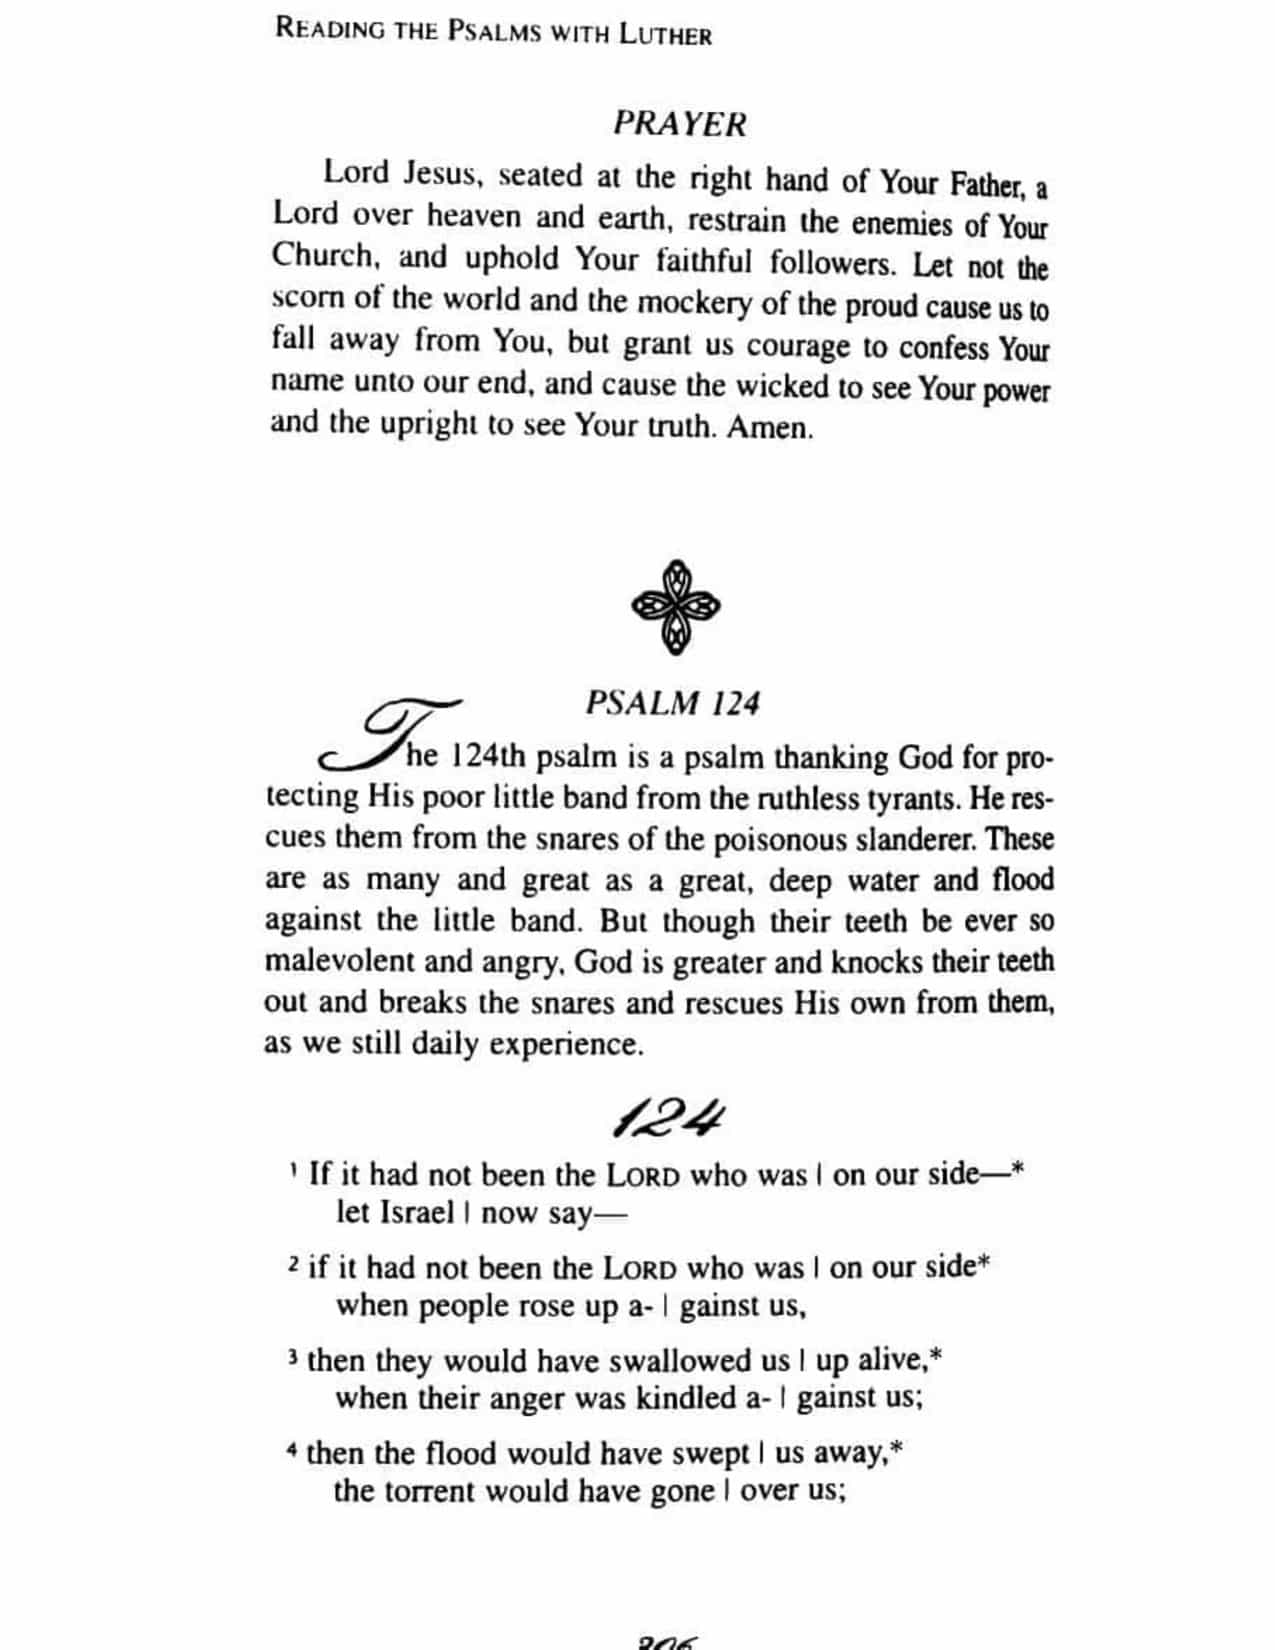 READING THE PSALMS WITH LUTHER
PRAYER
Lord Jesus, seated at the right hand of Your Father, a
Lord over heaven and earth, restrain the enemies of Your
Church, and uphold Your faithful followers. Let not the
scorn of the world and the mockery of the proud cause us to
fall away from You, but grant us courage to confess Your
name unto our end, and cause the wicked to see Your power
and the upright to see Your truth. Amen.
PSALM 124
The 124th psalm is a psalm thanking God for pro-
tecting His poor little band from the ruthless tyrants. He res-
cues them from the snares of the poisonous slanderer. These
are as many and great as a great, deep water and flood
against the little band. But though their teeth be ever so
malevolent and angry, God is greater and knocks their teeth
out and breaks the snares and rescues His own from them,
as we still daily experience.
124
1 If it had not been the LORD who was | on our side—*
let Israel | now say—
2 if it had not been the LORD who was | on our side*
when people rose up a- | gainst us,
3 then they would have swallowed us | up alive,*
when their anger was kindled a- | gainst us;
4 then the flood would have swept | us away,*
the torrent would have gone | over us;